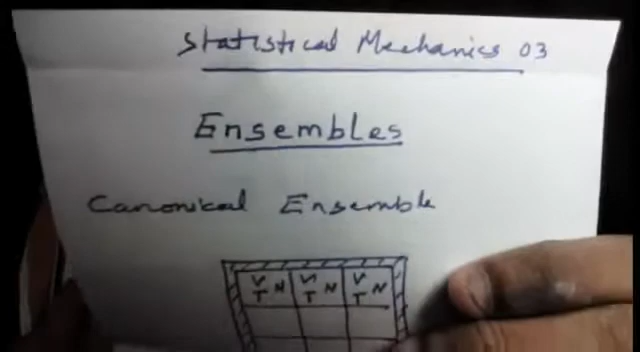 Statistical Mechanics 03
Ensembles
Canonical Ensemble
V V V
T N T N T N